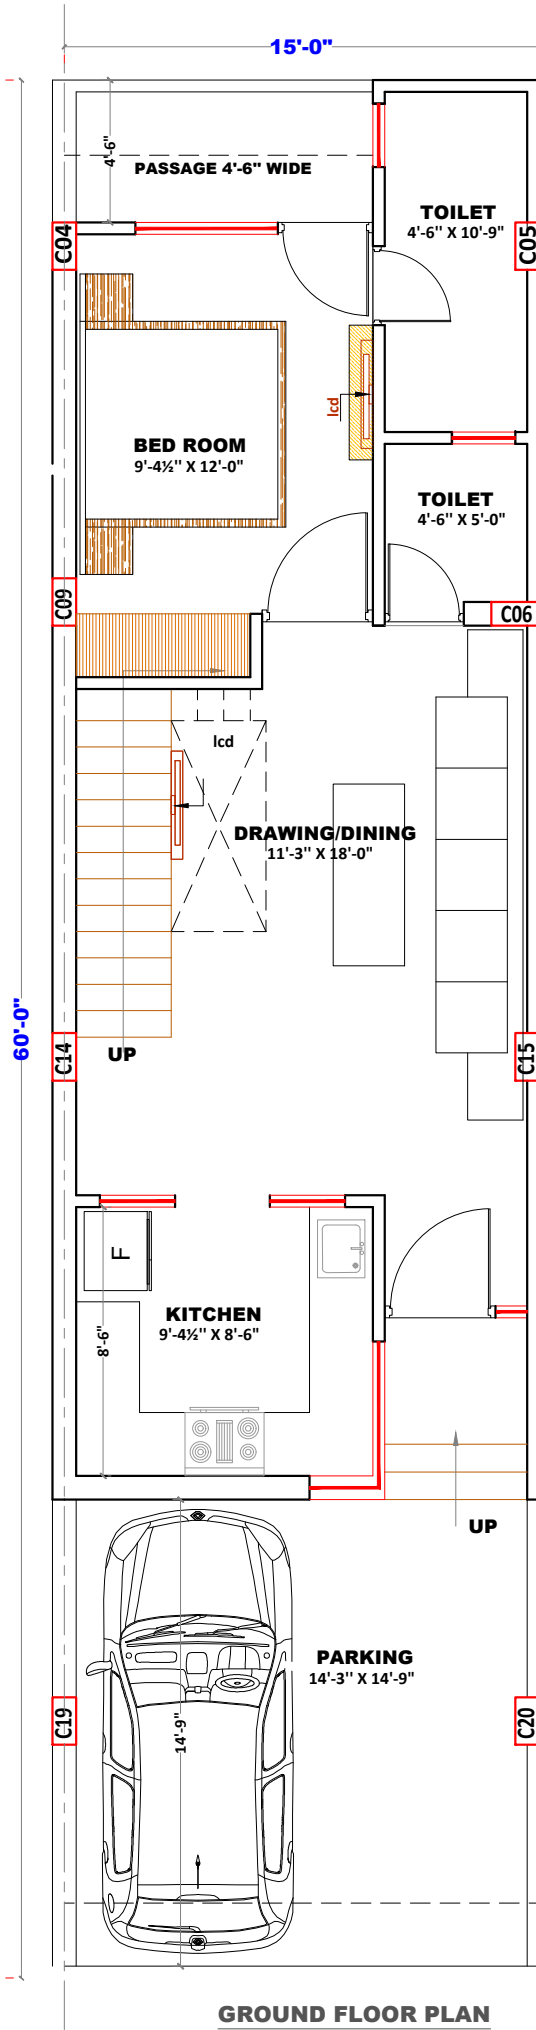 15'-0"
4'-6"
PASSAGE 4'-6" WIDE
TOILET
4'-6" X 10'-9"
C04
C05
lcd
BED ROOM
9'-4½" X 12'-0"
TOILET
4'-6" X 5'-0"
C09
C06
lcd
DRAWING/DINING
11'-3" X 18'-0"
60'-0"
UP
C14
C15
F
KITCHEN
9'-4½" X 8'-6"
8'-6"
UP
PARKING
14'-3" X 14'-9"
C19
C20
14'-9"
GROUND FLOOR PLAN